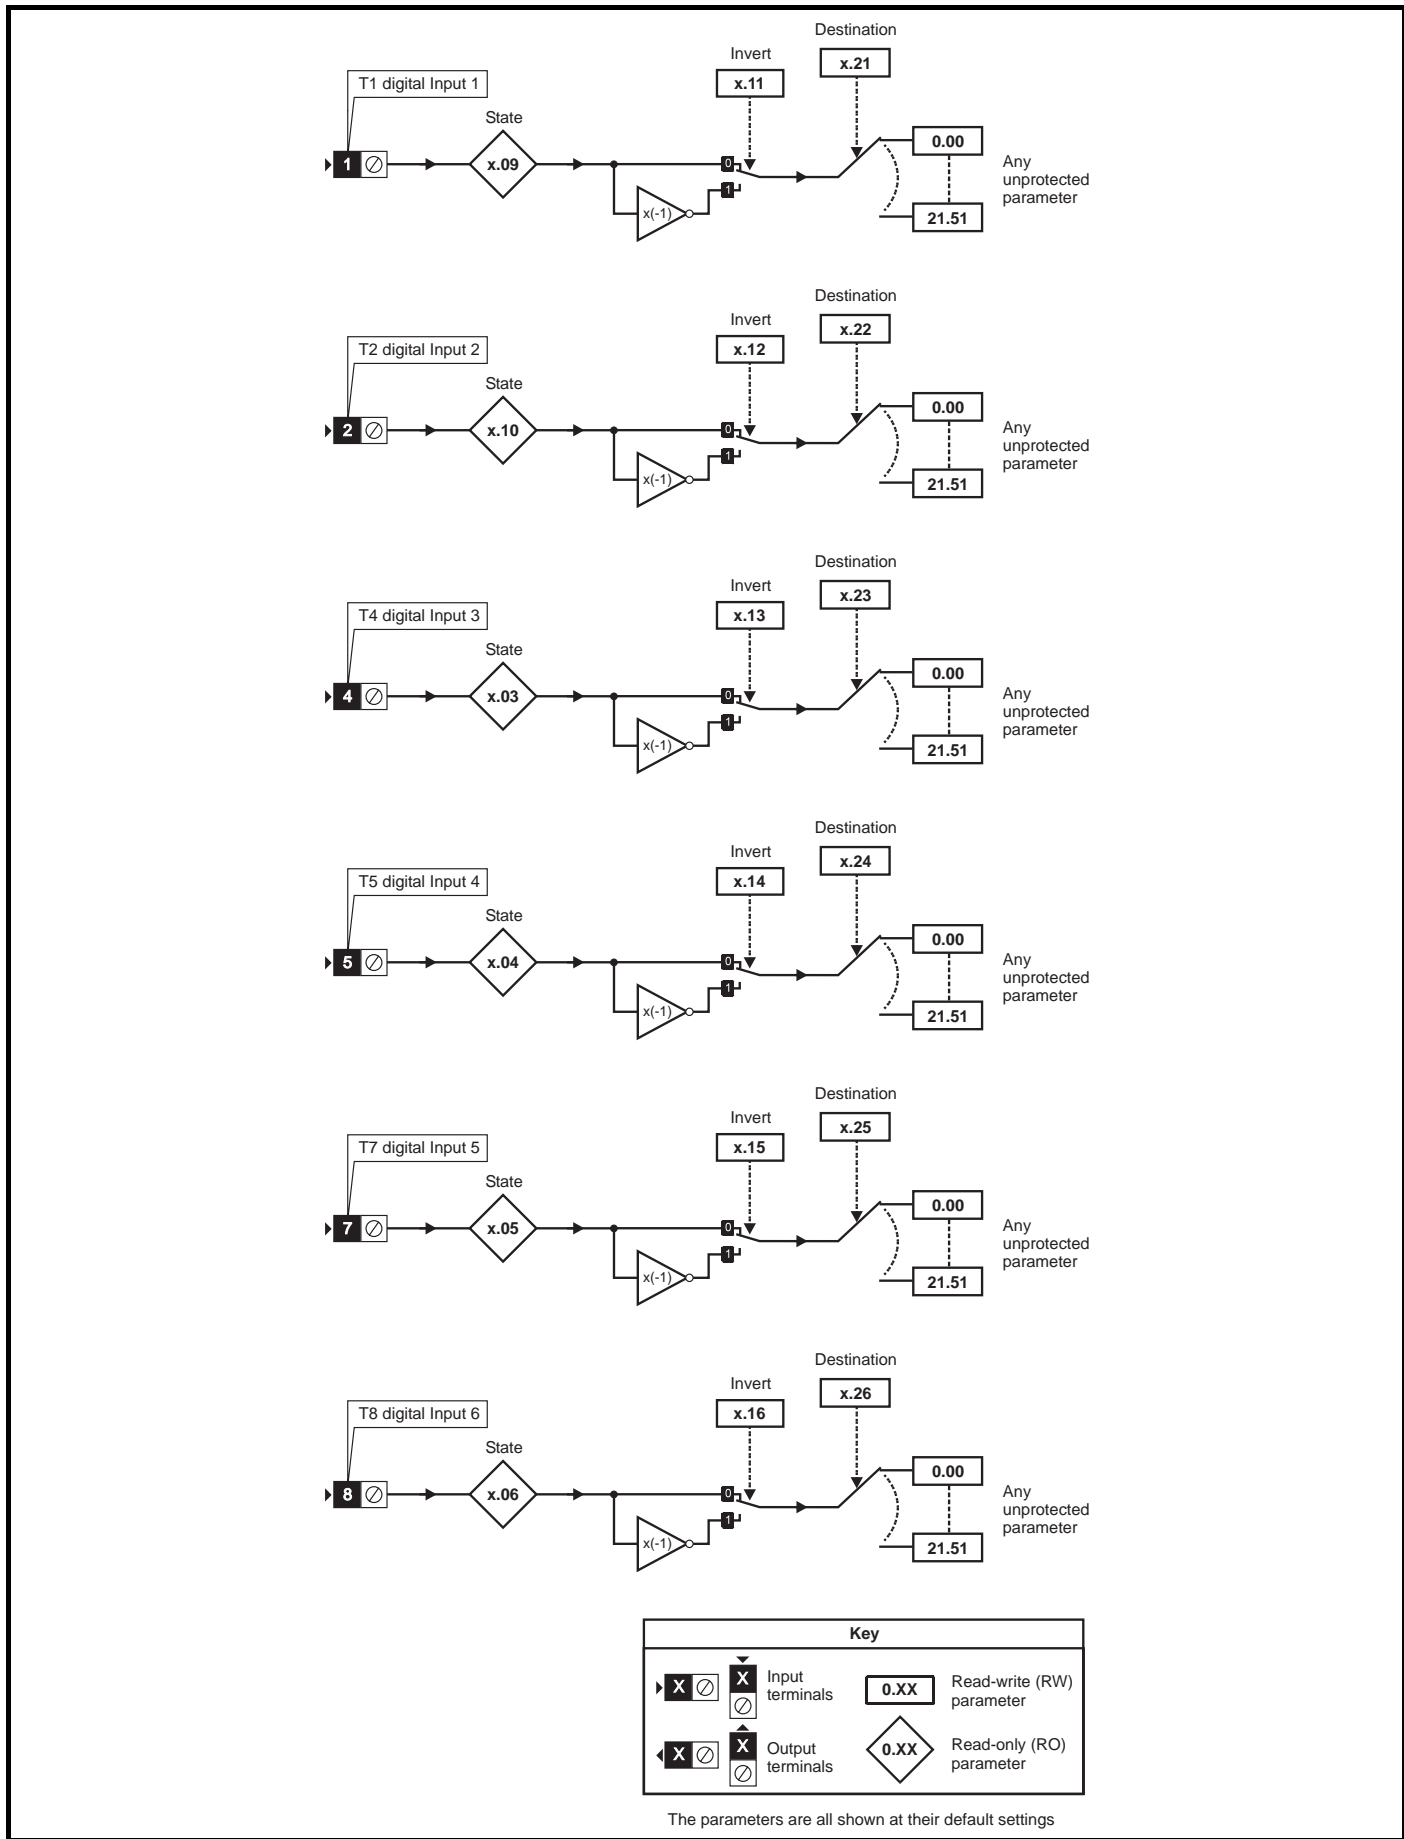 Destination
Invert
x.21
x.11
T1 digital Input 1
State
0.00
1
x.09
0
Any
unprotected
parameter
1
x(-1)
21.51
Destination
Invert
x.22
x.12
T2 digital Input 2
State
0.00
2
x.10
0
Any
unprotected
parameter
1
x(-1)
21.51
Destination
Invert
x.23
x.13
T4 digital Input 3
State
0.00
4
x.03
0
Any
unprotected
parameter
1
x(-1)
21.51
Destination
Invert
x.24
x.14
T5 digital Input 4
State
0.00
5
x.04
0
Any
unprotected
parameter
1
x(-1)
21.51
Destination
Invert
x.25
x.15
T7 digital Input 5
State
0.00
7
x.05
0
Any
unprotected
parameter
1
x(-1)
21.51
Destination
Invert
x.26
x.16
T8 digital Input 6
State
0.00
8
x.06
0
Any
unprotected
parameter
1
x(-1)
21.51
Key
X
X
Input
terminals
0.XX
Read-write (RW)
parameter
X
X
Output
terminals
0.XX
Read-only (RO)
parameter
The parameters are all shown at their default settings